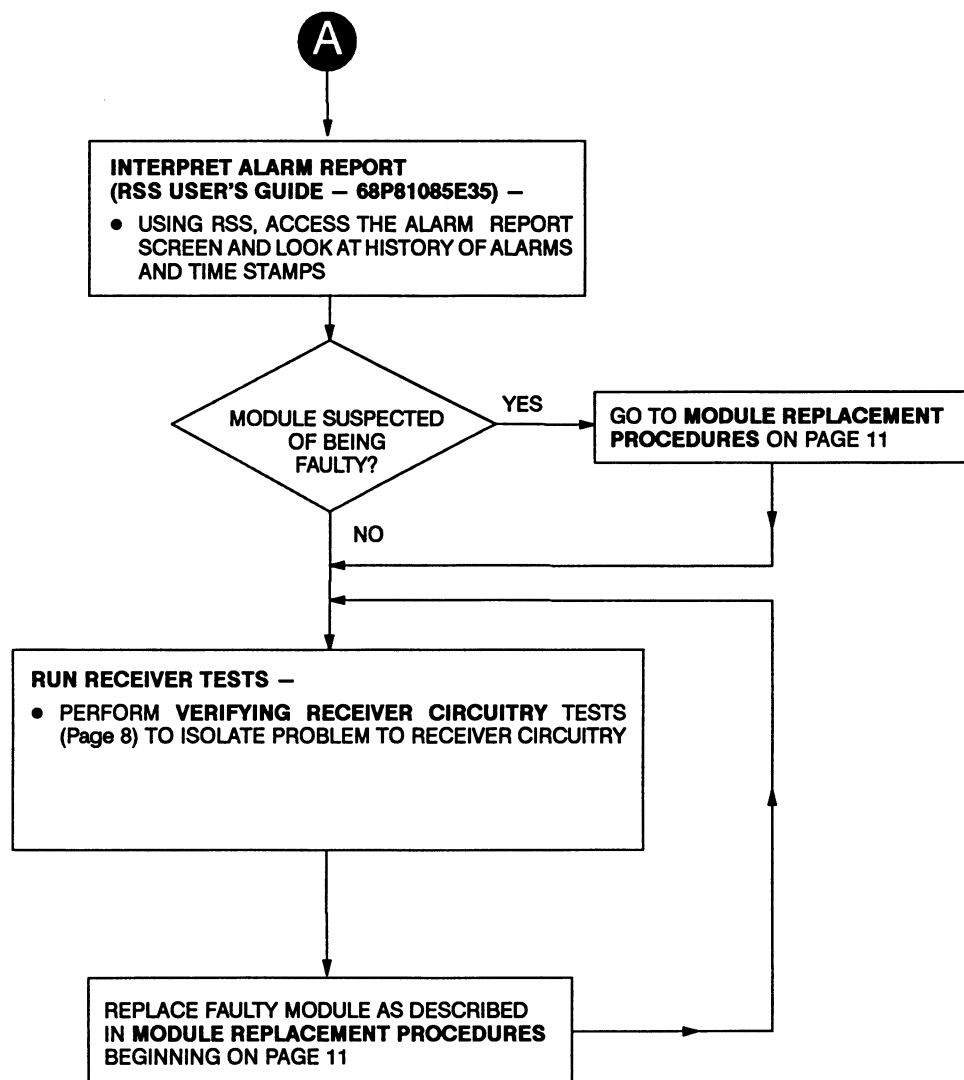 A
INTERPRET ALARM REPORT
(RSS USER'S GUIDE – 68P81085E35) –
● USING RSS, ACCESS THE ALARM REPORT
SCREEN AND LOOK AT HISTORY OF ALARMS
AND TIME STAMPS
MODULE SUSPECTED
OF BEING
FAULTY?
YES
GO TO MODULE REPLACEMENT
PROCEDURES ON PAGE 11
NO
RUN RECEIVER TESTS –
● PERFORM VERIFYING RECEIVER CIRCUITRY TESTS
(Page 8) TO ISOLATE PROBLEM TO RECEIVER CIRCUITRY
REPLACE FAULTY MODULE AS DESCRIBED
IN MODULE REPLACEMENT PROCEDURES
BEGINNING ON PAGE 11